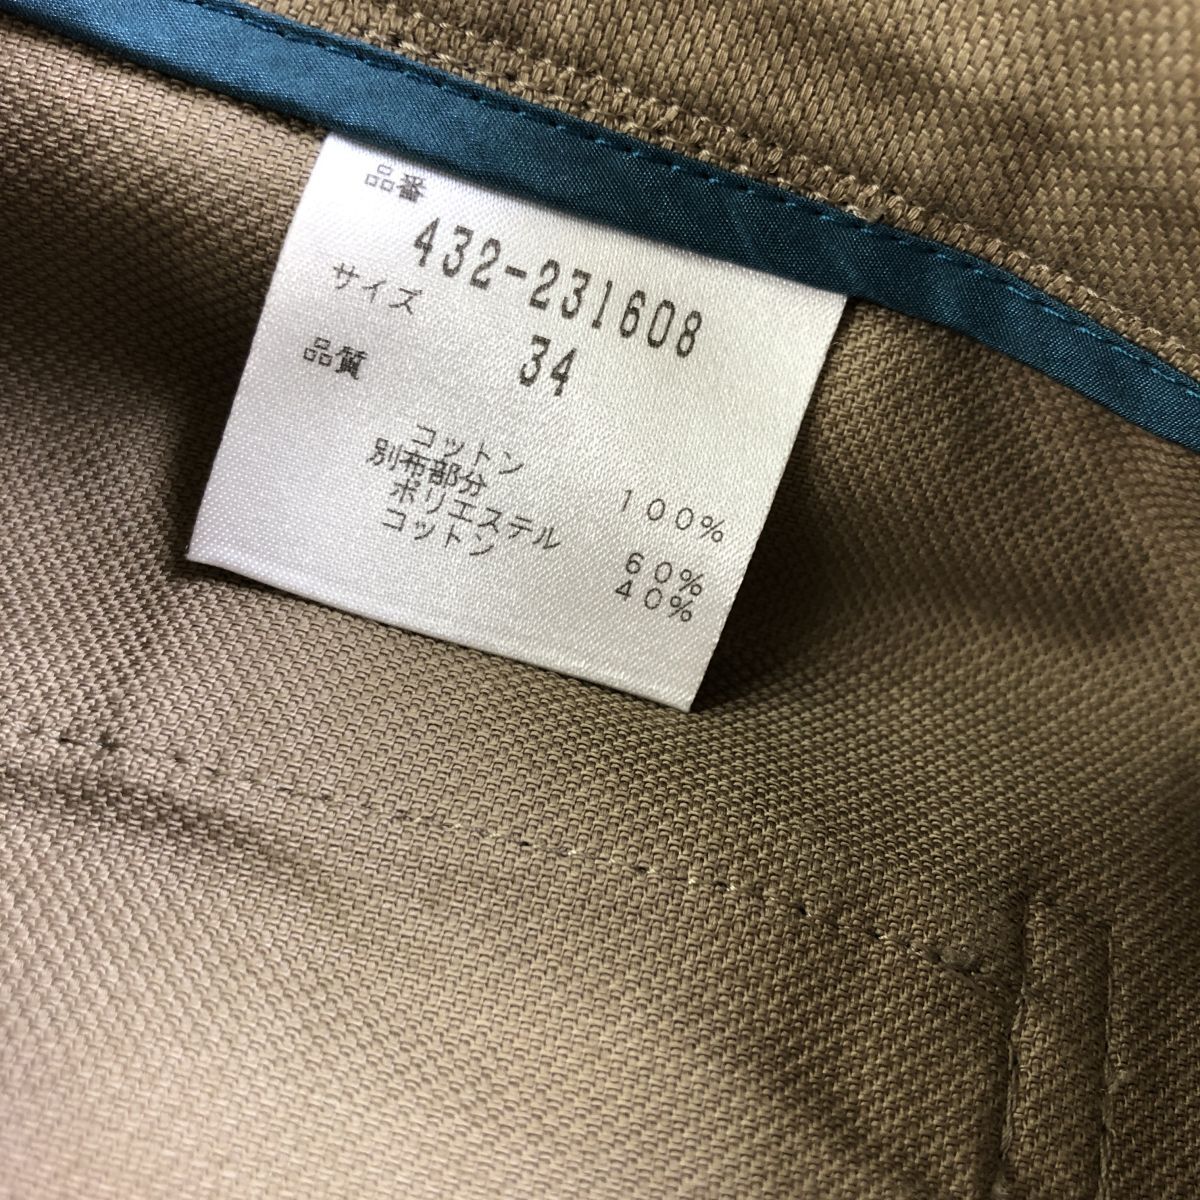 品番
432-231608
サイズ 34
品質
コットン 100%
別布部分
ポリエステル 60%
コットン 40%